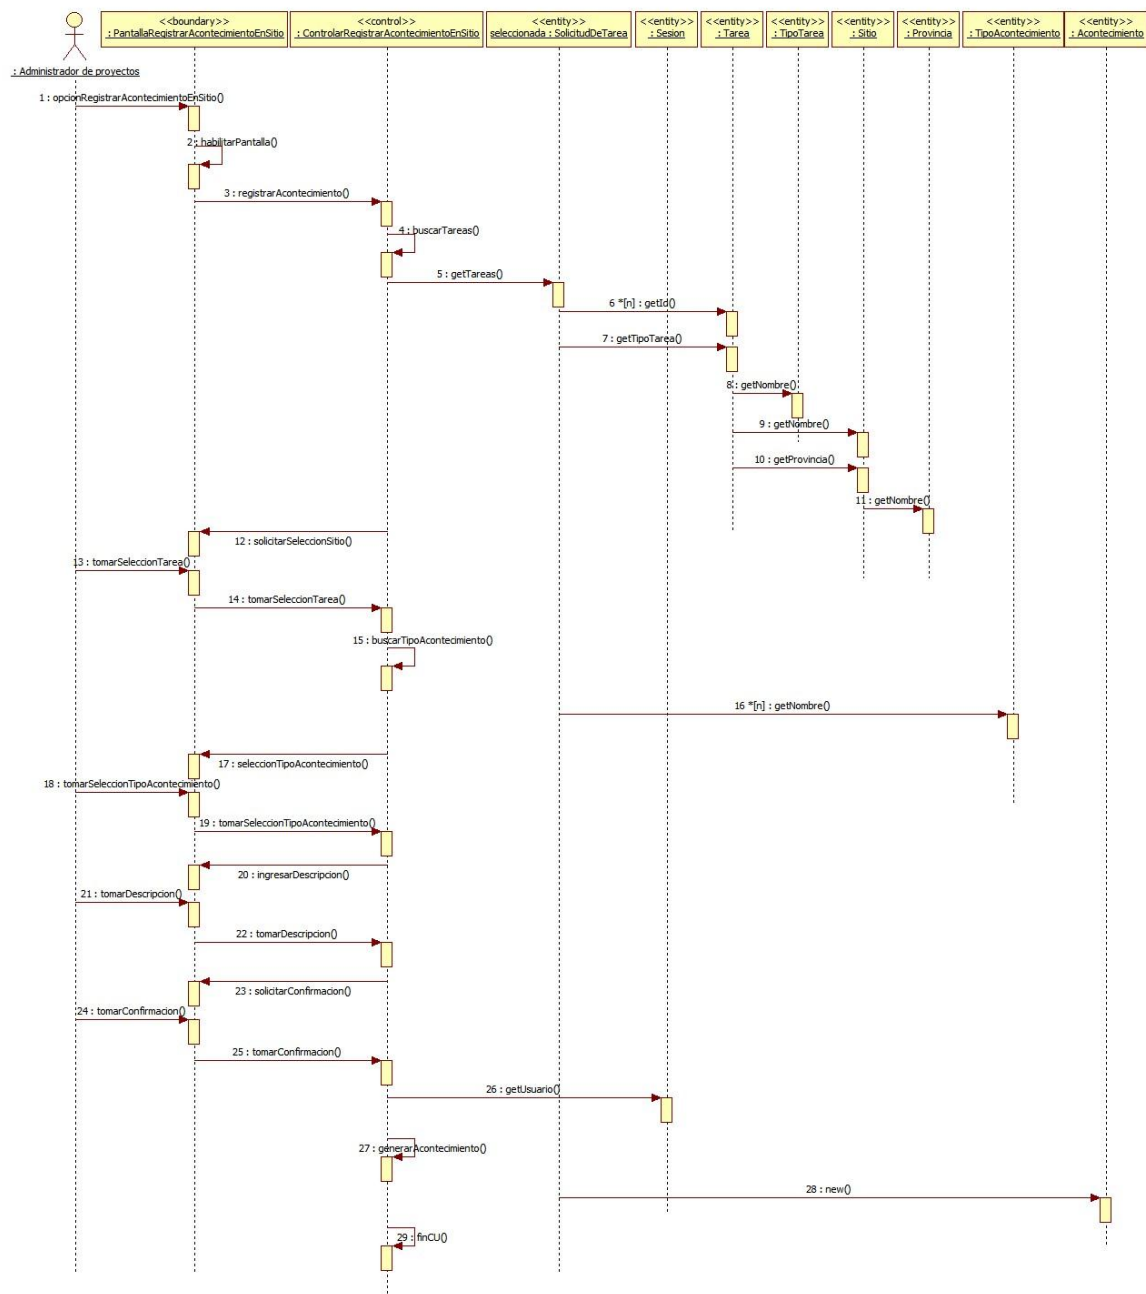 <<boundary>>
: PantallaRegistrarAcontecimientoEnSitio
<<control>>
: ControlarRegistrarAcontecimientoEnSitio
<<entity>>
seleccionada : SolicitudDeTarea
<<entity>>
: Sesion
<<entity>>
: Tarea
<<entity>>
: TipoTarea
<<entity>>
: Sitio
<<entity>>
: Provincia
<<entity>>
: TipoAcontecimiento
<<entity>>
: Acontecimiento
: Administrador de proyectos
1 : opcionRegistrarAcontecimientoEnSitio()
2 : habilitarPantalla()
3 : registrarAcontecimiento()
4 : buscarTareas()
5 : getTareas()
6 *[n] : getId()
7 : getTipoTarea()
8 : getNombre()
9 : getNombre()
10 : getProvincia()
11 : getNombre()
12 : solicitarSeleccionSitio()
13 : tomarSeleccionTarea()
14 : tomarSeleccionTarea()
15 : buscarTipoAcontecimiento()
16 *[n] : getNombre()
17 : seleccionTipoAcontecimiento()
18 : tomarSeleccionTipoAcontecimiento()
19 : tomarSeleccionTipoAcontecimiento()
20 : ingresarDescripcion()
21 : tomarDescripcion()
22 : tomarDescripcion()
23 : solicitarConfirmacion()
24 : tomarConfirmacion()
25 : tomarConfirmacion()
26 : getUsuario()
27 : generarAcontecimiento()
28 : new()
29 : finCU()